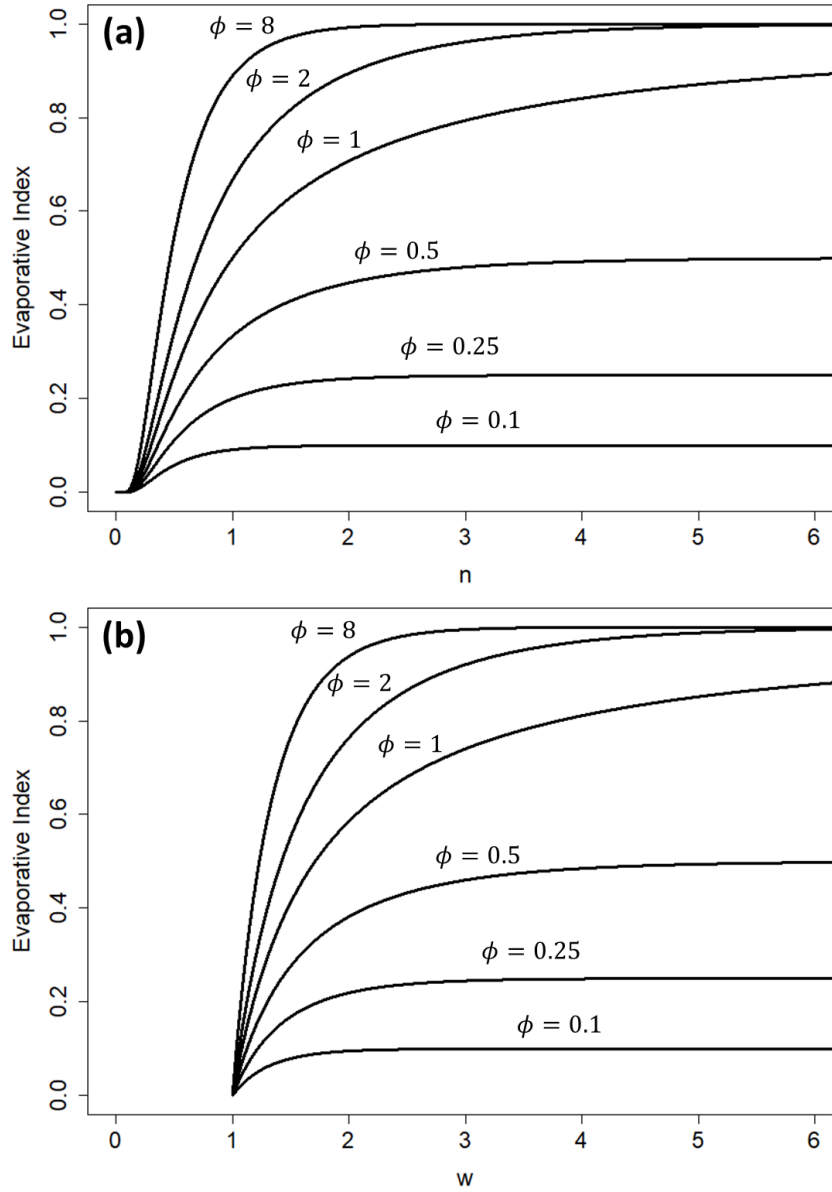 (a)
ϕ = 8
ϕ = 2
ϕ = 1
ϕ = 0.5
ϕ = 0.25
ϕ = 0.1
Evaporative Index
0.0 0.2 0.4 0.6 0.8 1.0
0 1 2 3 4 5 6
n
(b)
ϕ = 8
ϕ = 2
ϕ = 1
ϕ = 0.5
ϕ = 0.25
ϕ = 0.1
Evaporative Index
0.0 0.2 0.4 0.6 0.8 1.0
0 1 2 3 4 5 6
w